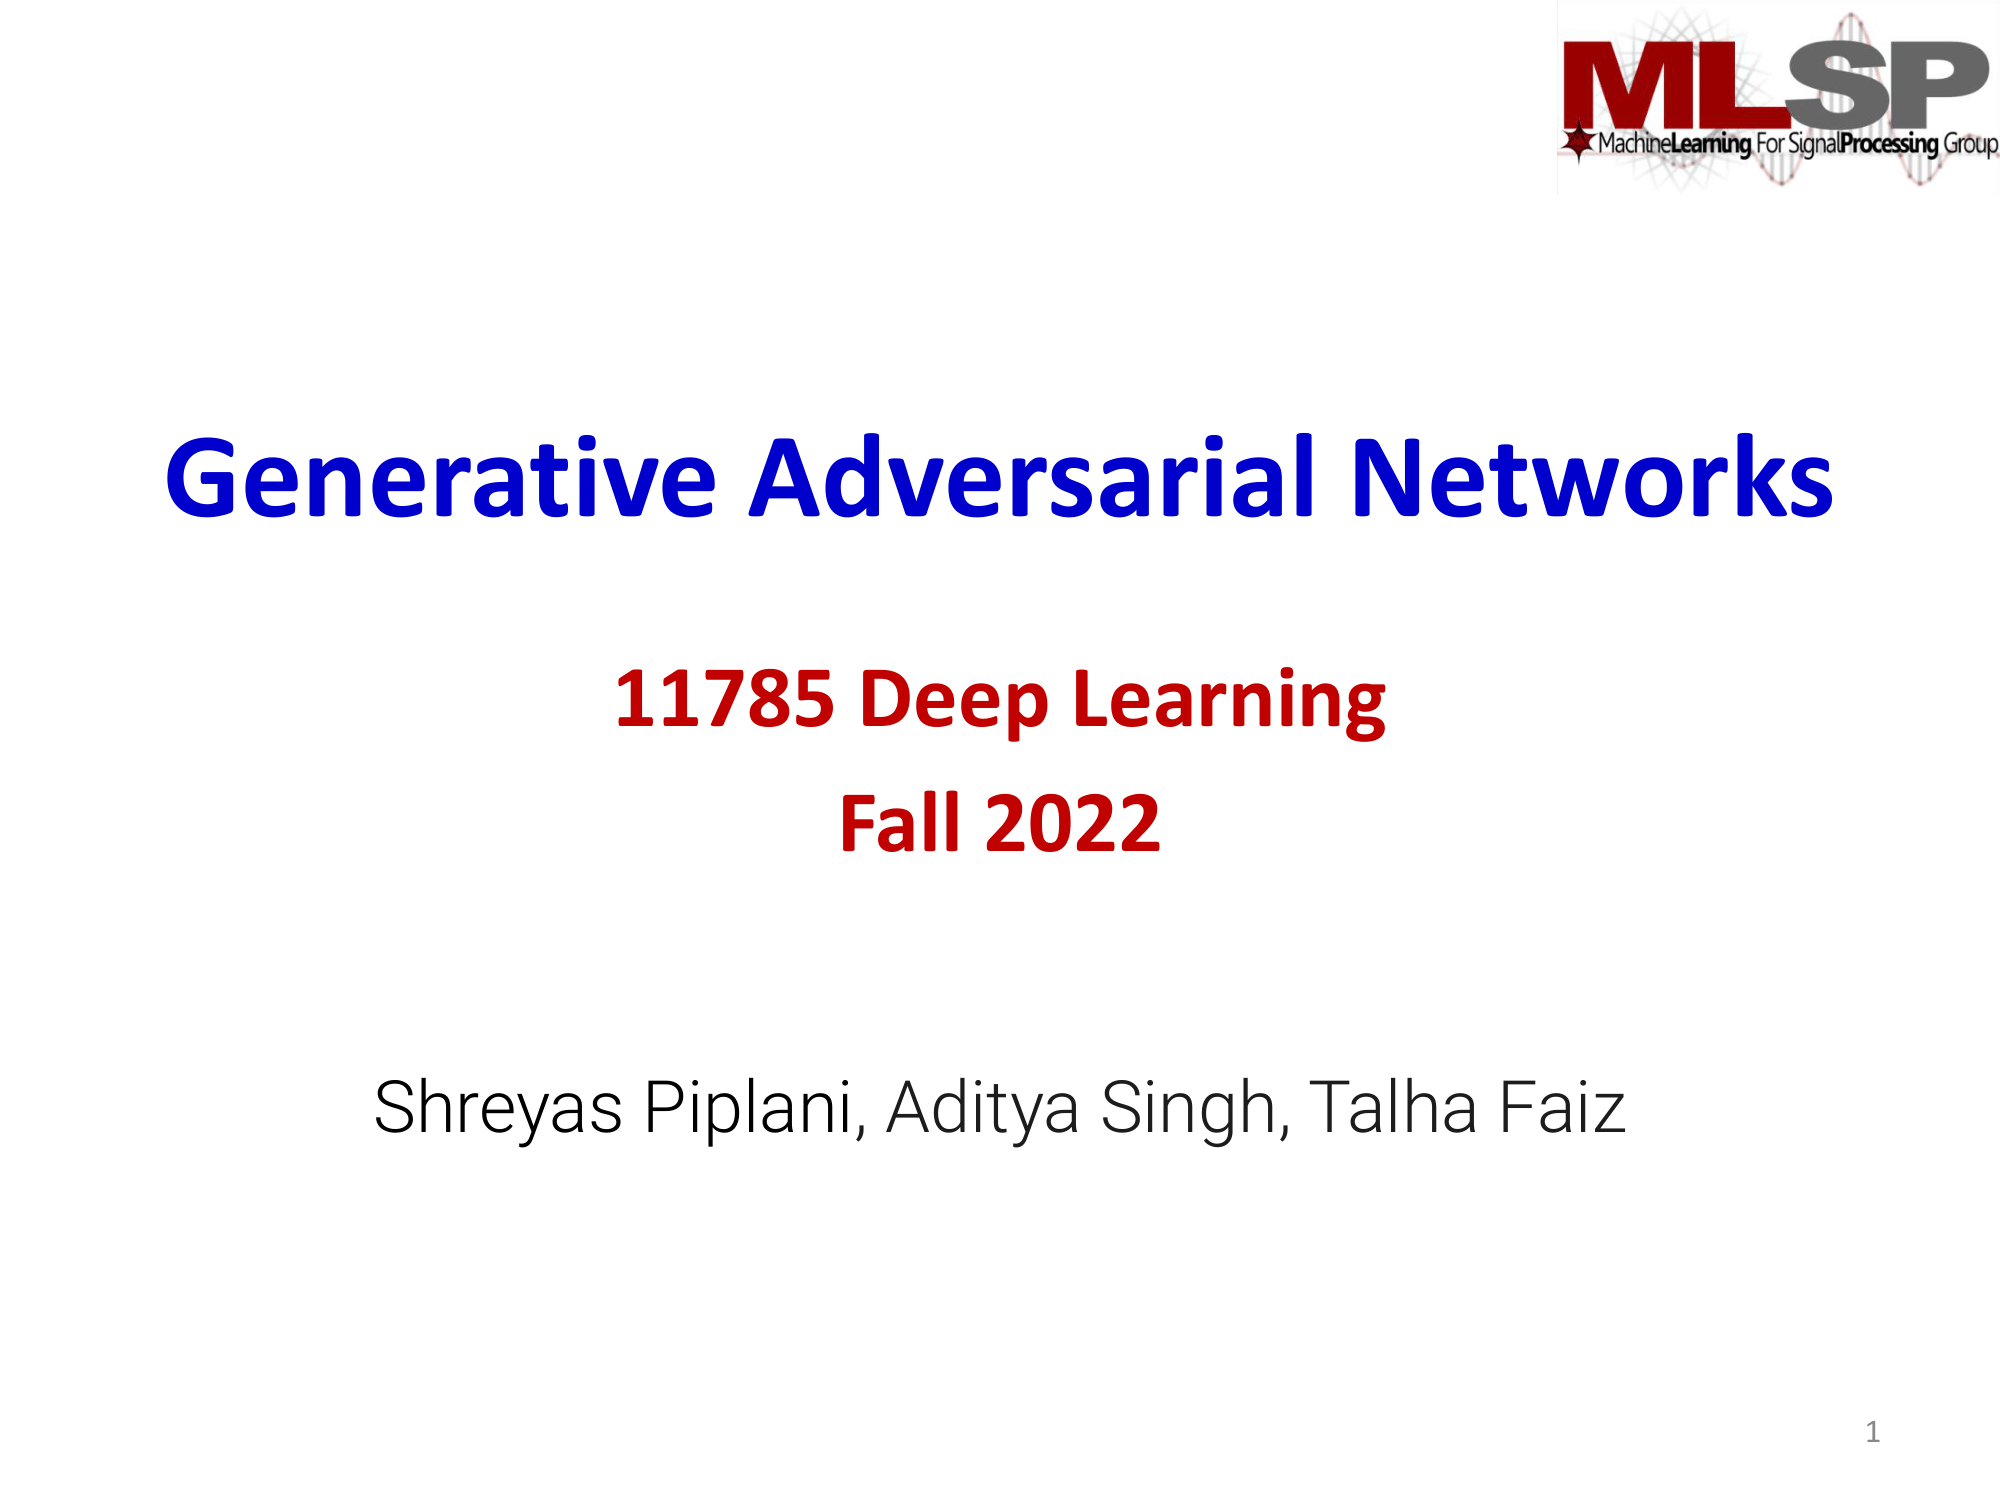 MLSP
MachineLearning For SignalProcessing Group
Generative Adversarial Networks
11785 Deep Learning
Fall 2022
Shreyas Piplani, Aditya Singh, Talha Faiz
1